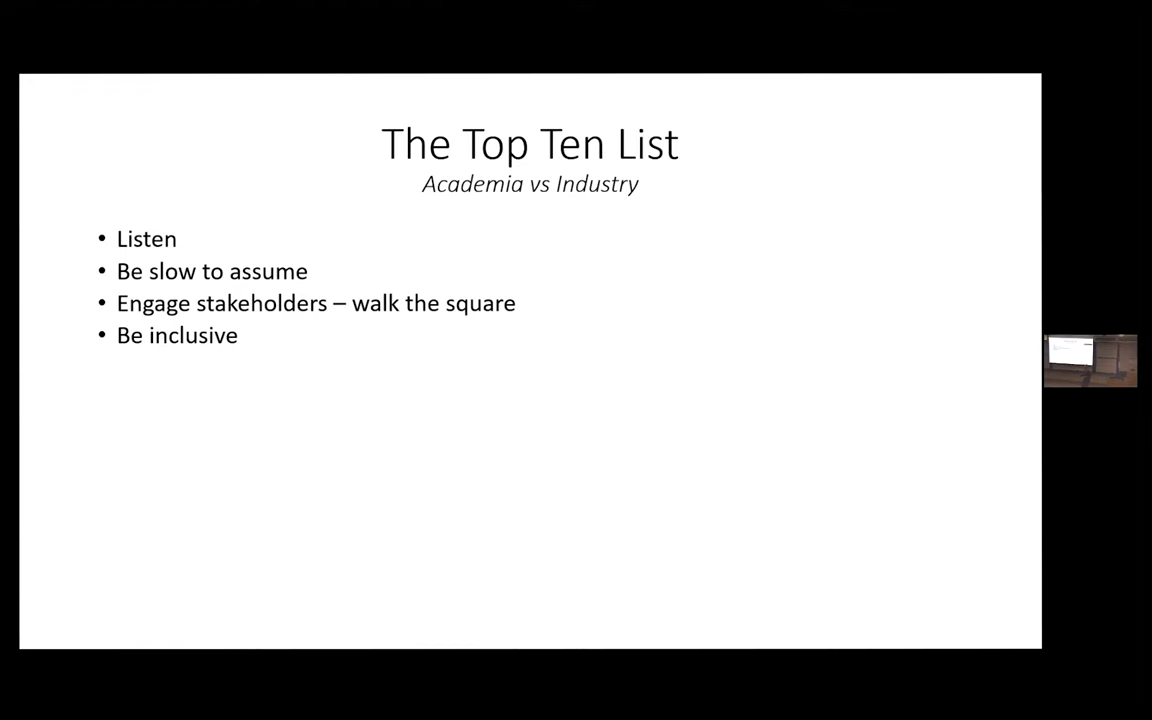 The Top Ten List
Academia vs Industry
• Listen
• Be slow to assume
• Engage stakeholders – walk the square
• Be inclusive